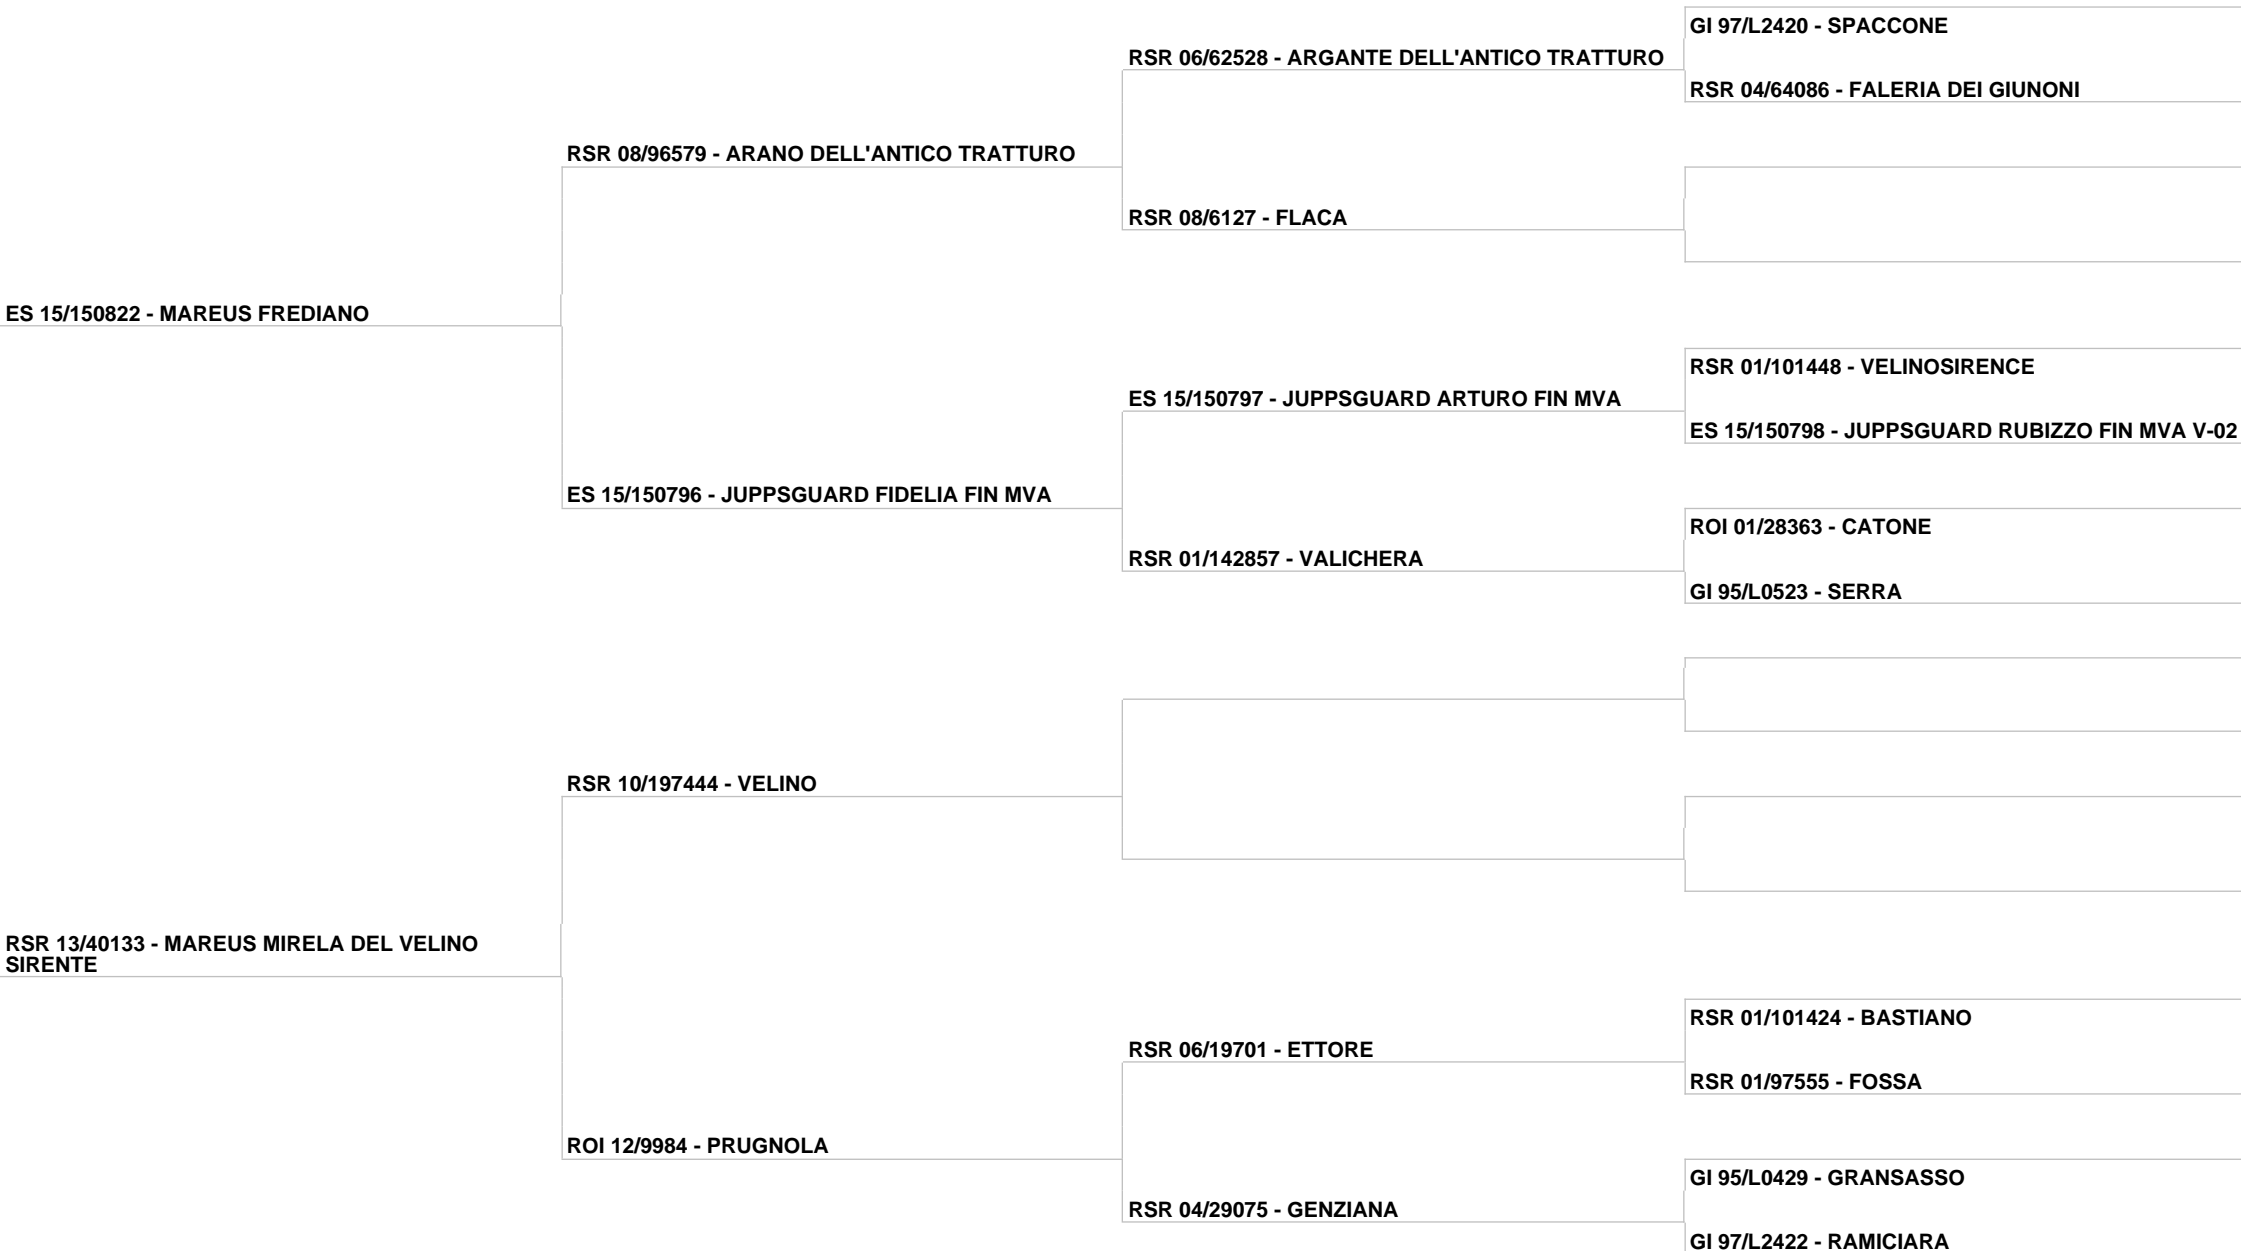 GI 97/L2420 - SPACCONE
RSR 06/62528 - ARGANTE DELL'ANTICO TRATTURO
RSR 04/64086 - FALERIA DEI GIUNONI
RSR 08/96579 - ARANO DELL'ANTICO TRATTURO
RSR 08/6127 - FLACA
ES 15/150822 - MAREUS FREDIANO
RSR 01/101448 - VELINOSIRENCE
ES 15/150797 - JUPPSGUARD ARTURO FIN MVA
ES 15/150798 - JUPPSGUARD RUBIZZO FIN MVA V-02
ES 15/150796 - JUPPSGUARD FIDELIA FIN MVA
ROI 01/28363 - CATONE
RSR 01/142857 - VALICHERA
GI 95/L0523 - SERRA
RSR 10/197444 - VELINO
RSR 13/40133 - MAREUS MIRELA DEL VELINO
SIRENTE
RSR 01/101424 - BASTIANO
RSR 06/19701 - ETTORE
RSR 01/97555 - FOSSA
ROI 12/9984 - PRUGNOLA
GI 95/L0429 - GRANSASSO
RSR 04/29075 - GENZIANA
GI 97/L2422 - RAMICIARA